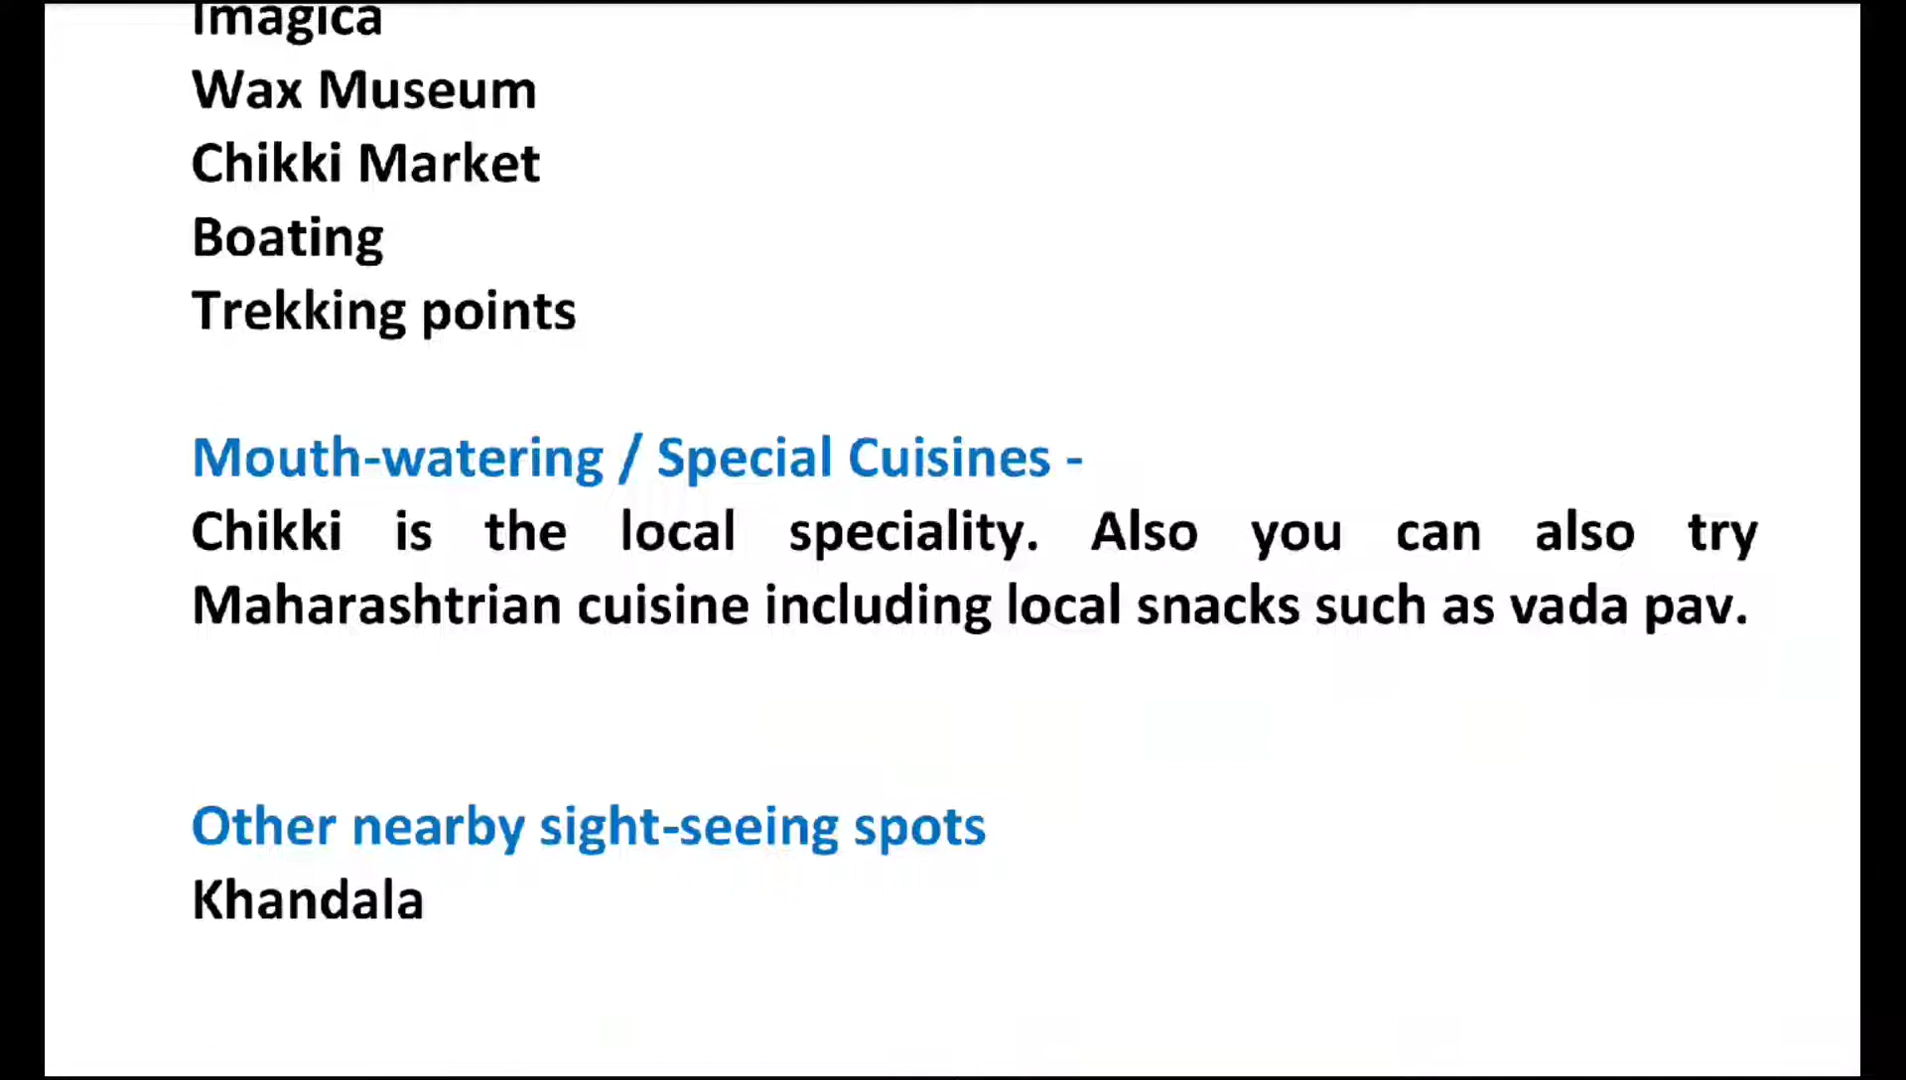 Imagica
Wax Museum
Chikki Market
Boating
Trekking points
Mouth-watering / Special Cuisines -
Chikki is the local speciality. Also you can also try
Maharashtrian cuisine including local snacks such as vada pav.
Other nearby sight-seeing spots
Khandala